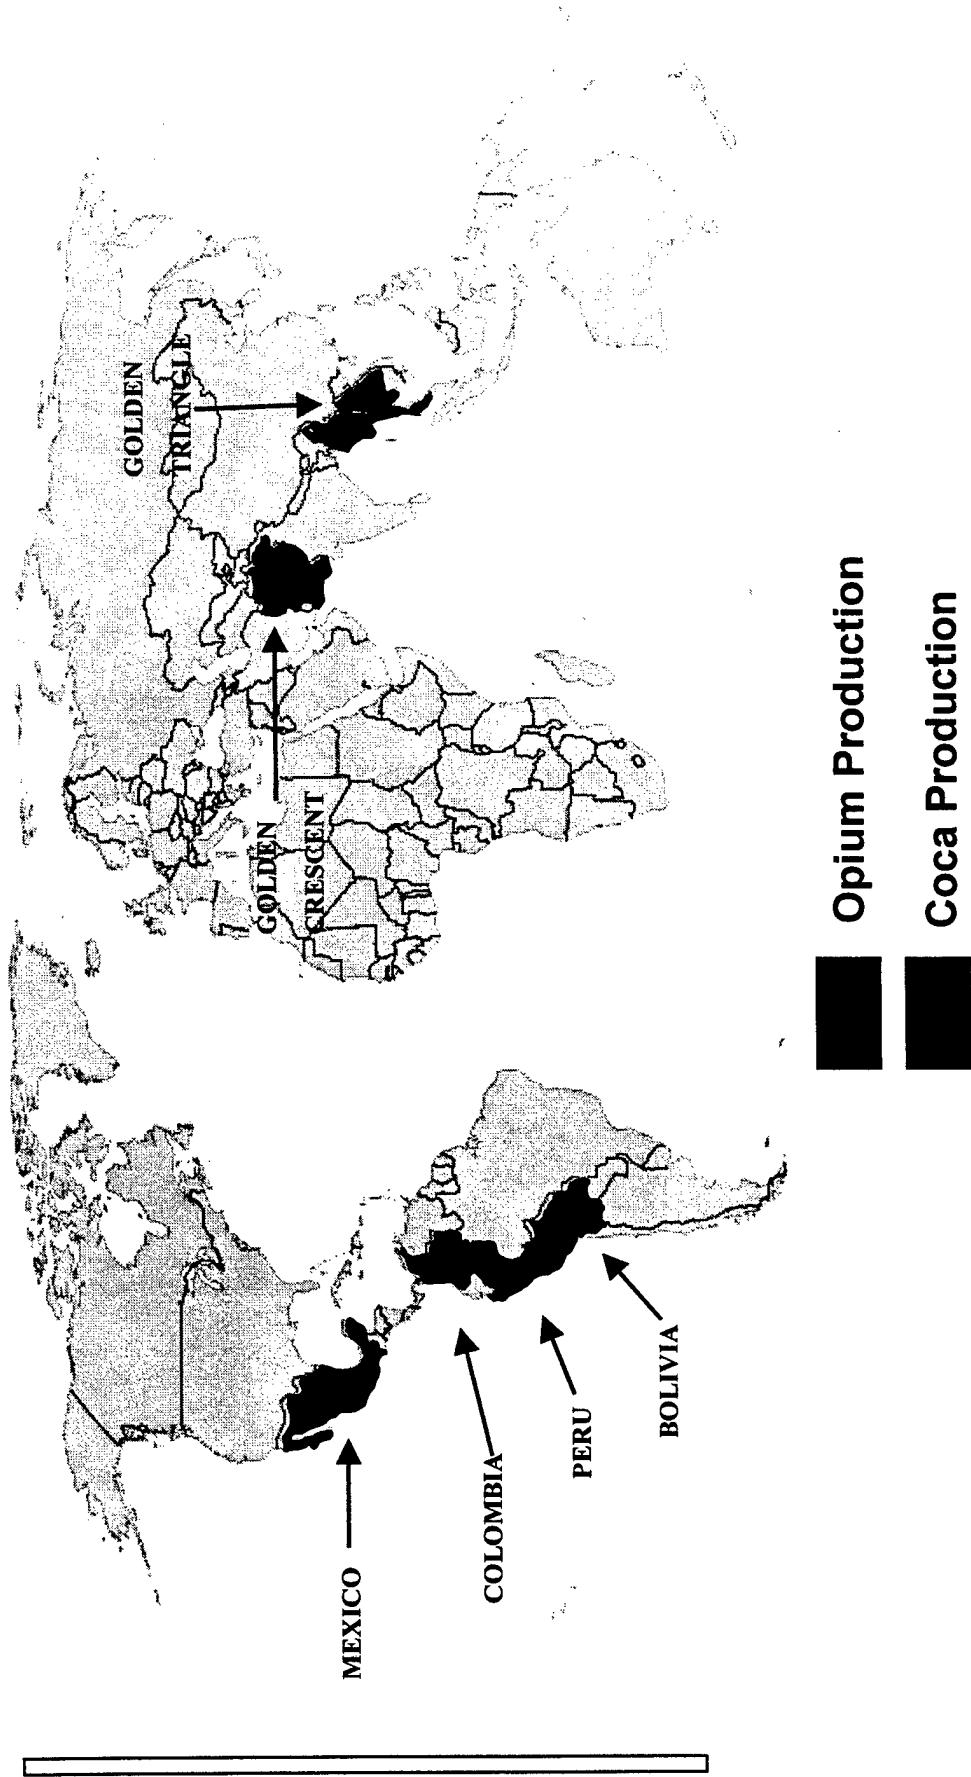 GOLDEN
TRIANGLE
GOLDEN
CRESCENT
MEXICO
COLOMBIA
PERU
BOLIVIA
Opium Production
Coca Production